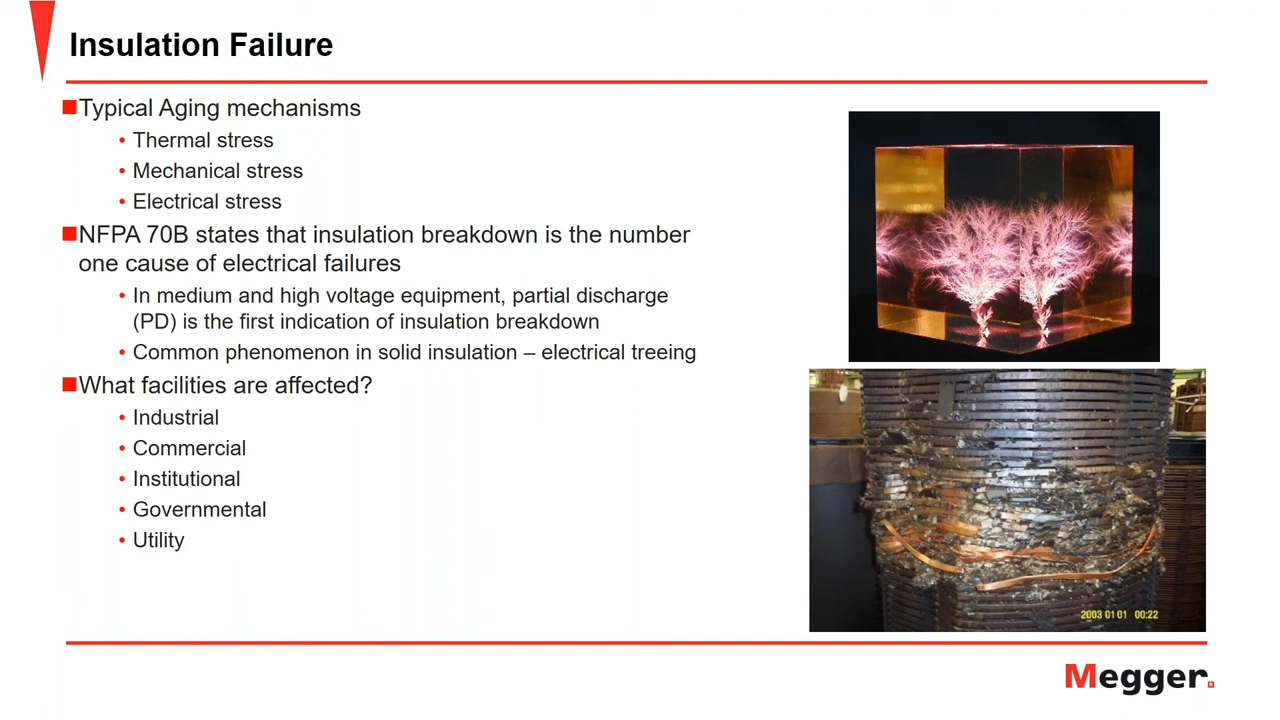 Insulation Failure
Typical Aging mechanisms
• Thermal stress
• Mechanical stress
• Electrical stress
NFPA 70B states that insulation breakdown is the number
one cause of electrical failures
• In medium and high voltage equipment, partial discharge
(PD) is the first indication of insulation breakdown
• Common phenomenon in solid insulation – electrical treeing
What facilities are affected?
• Industrial
• Commercial
• Institutional
• Governmental
• Utility
2003 01 01 00:22
Megger